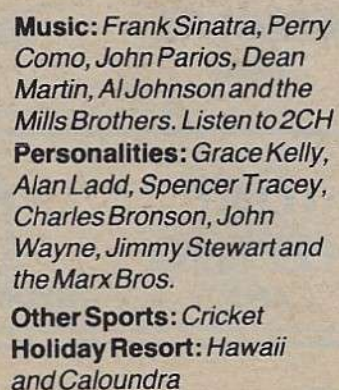 Music: Frank Sinatra, Perry
Como, John Parios, Dean
Martin, Al Johnson and the
Mills Brothers. Listen to 2CH
Personalities: Grace Kelly,
Alan Ladd, Spencer Tracey,
Charles Bronson, John
Wayne, Jimmy Stewart and
the Marx Bros.
Other Sports: Cricket
Holiday Resort: Hawaii
and Caloundra